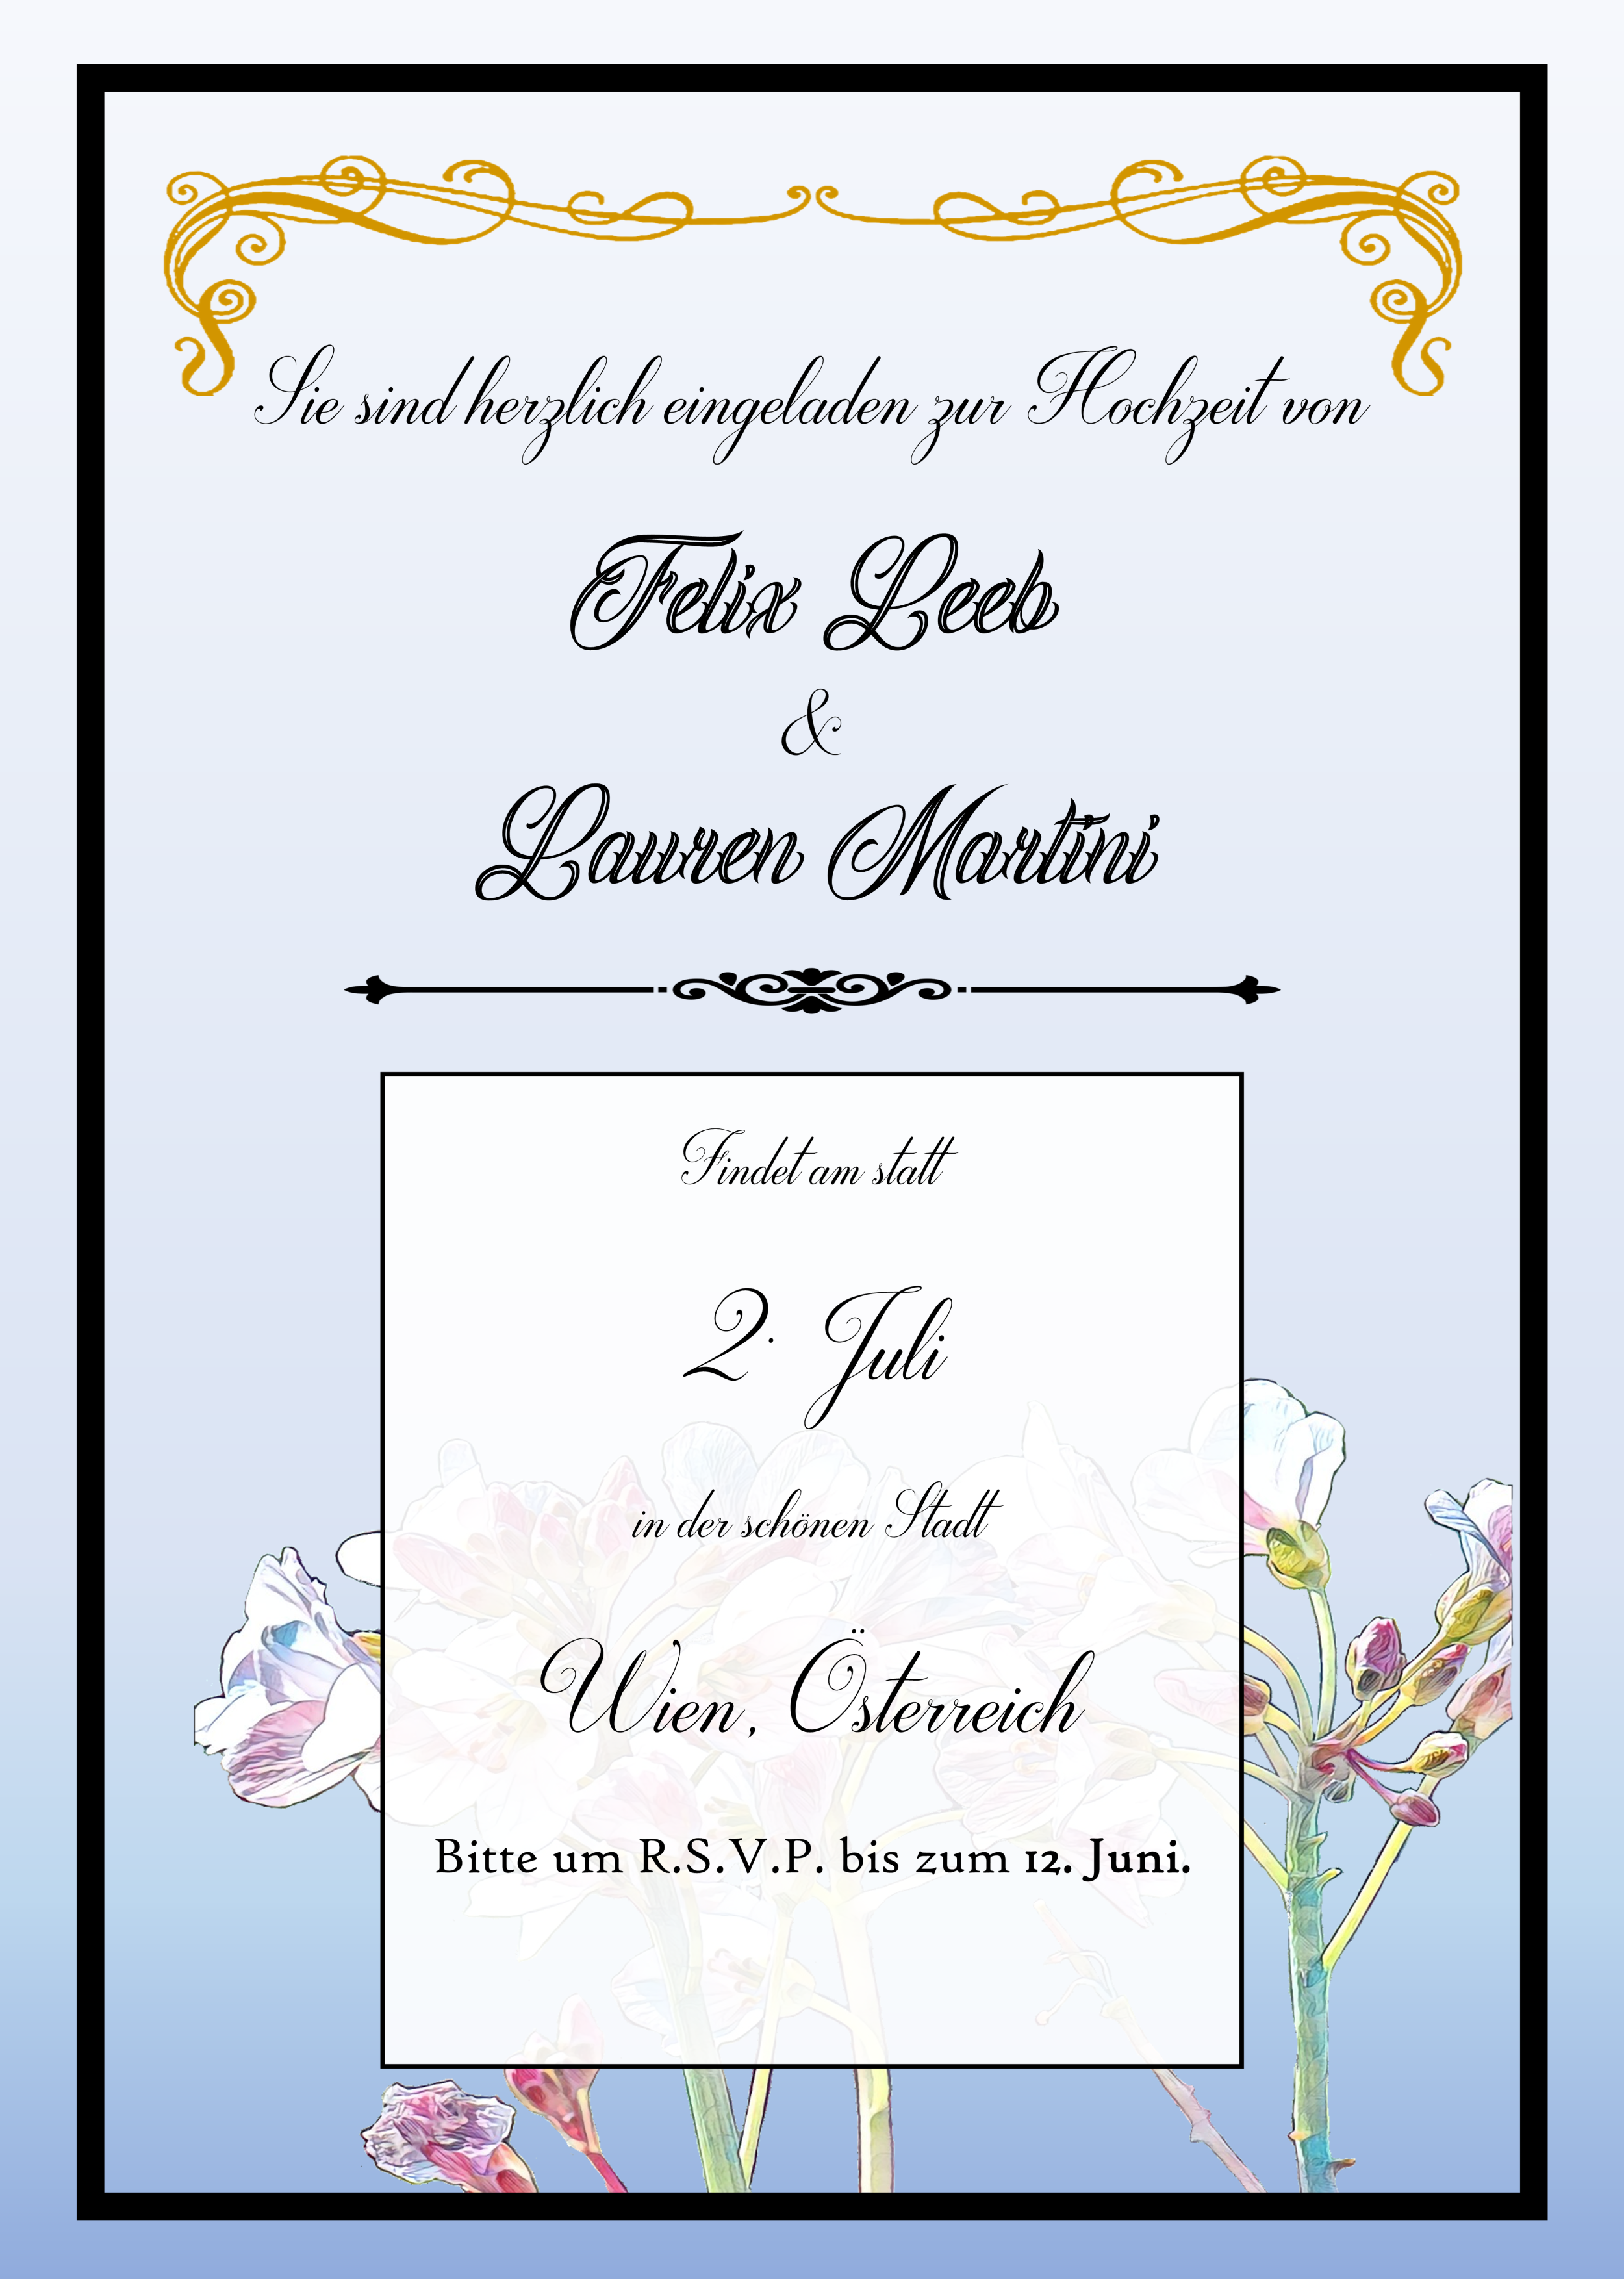 Sie sind herzlich eingeladen zur Hochzeit von
Felix Leeb
&
Lauren Martini
Findet am statt
2. Juli
in der schönen Stadt
Wien, Österreich
Bitte um R.S.V.P. bis zum 12. Juni.